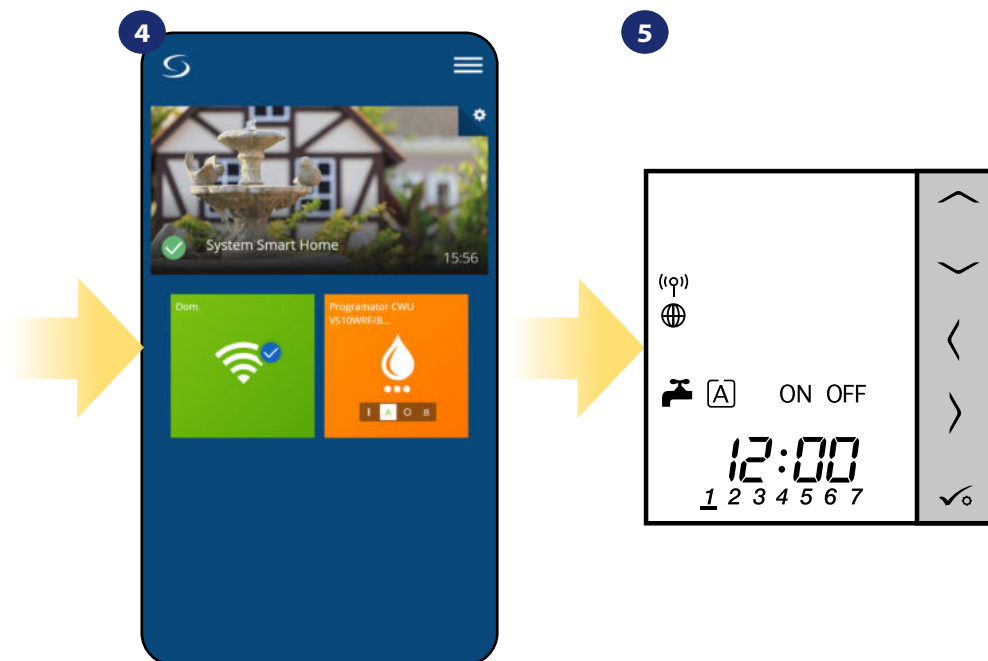 4
System Smart Home
15:56
Dom
Programator CWU
VS10WRF/B...
I A O B
5
A ON OFF
12:00
1 2 3 4 5 6 7